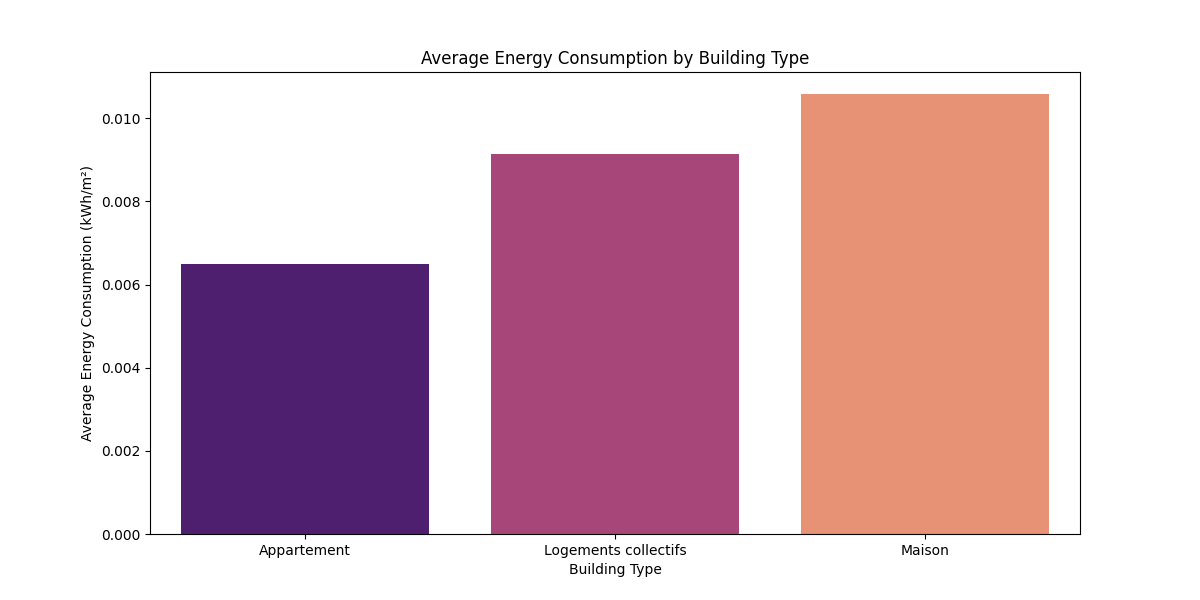 Average Energy Consumption by Building Type
Average Energy Consumption (kWh/m²)
0.010
0.008
0.006
0.004
0.002
0.000
Appartement
Logements collectifs
Maison
Building Type